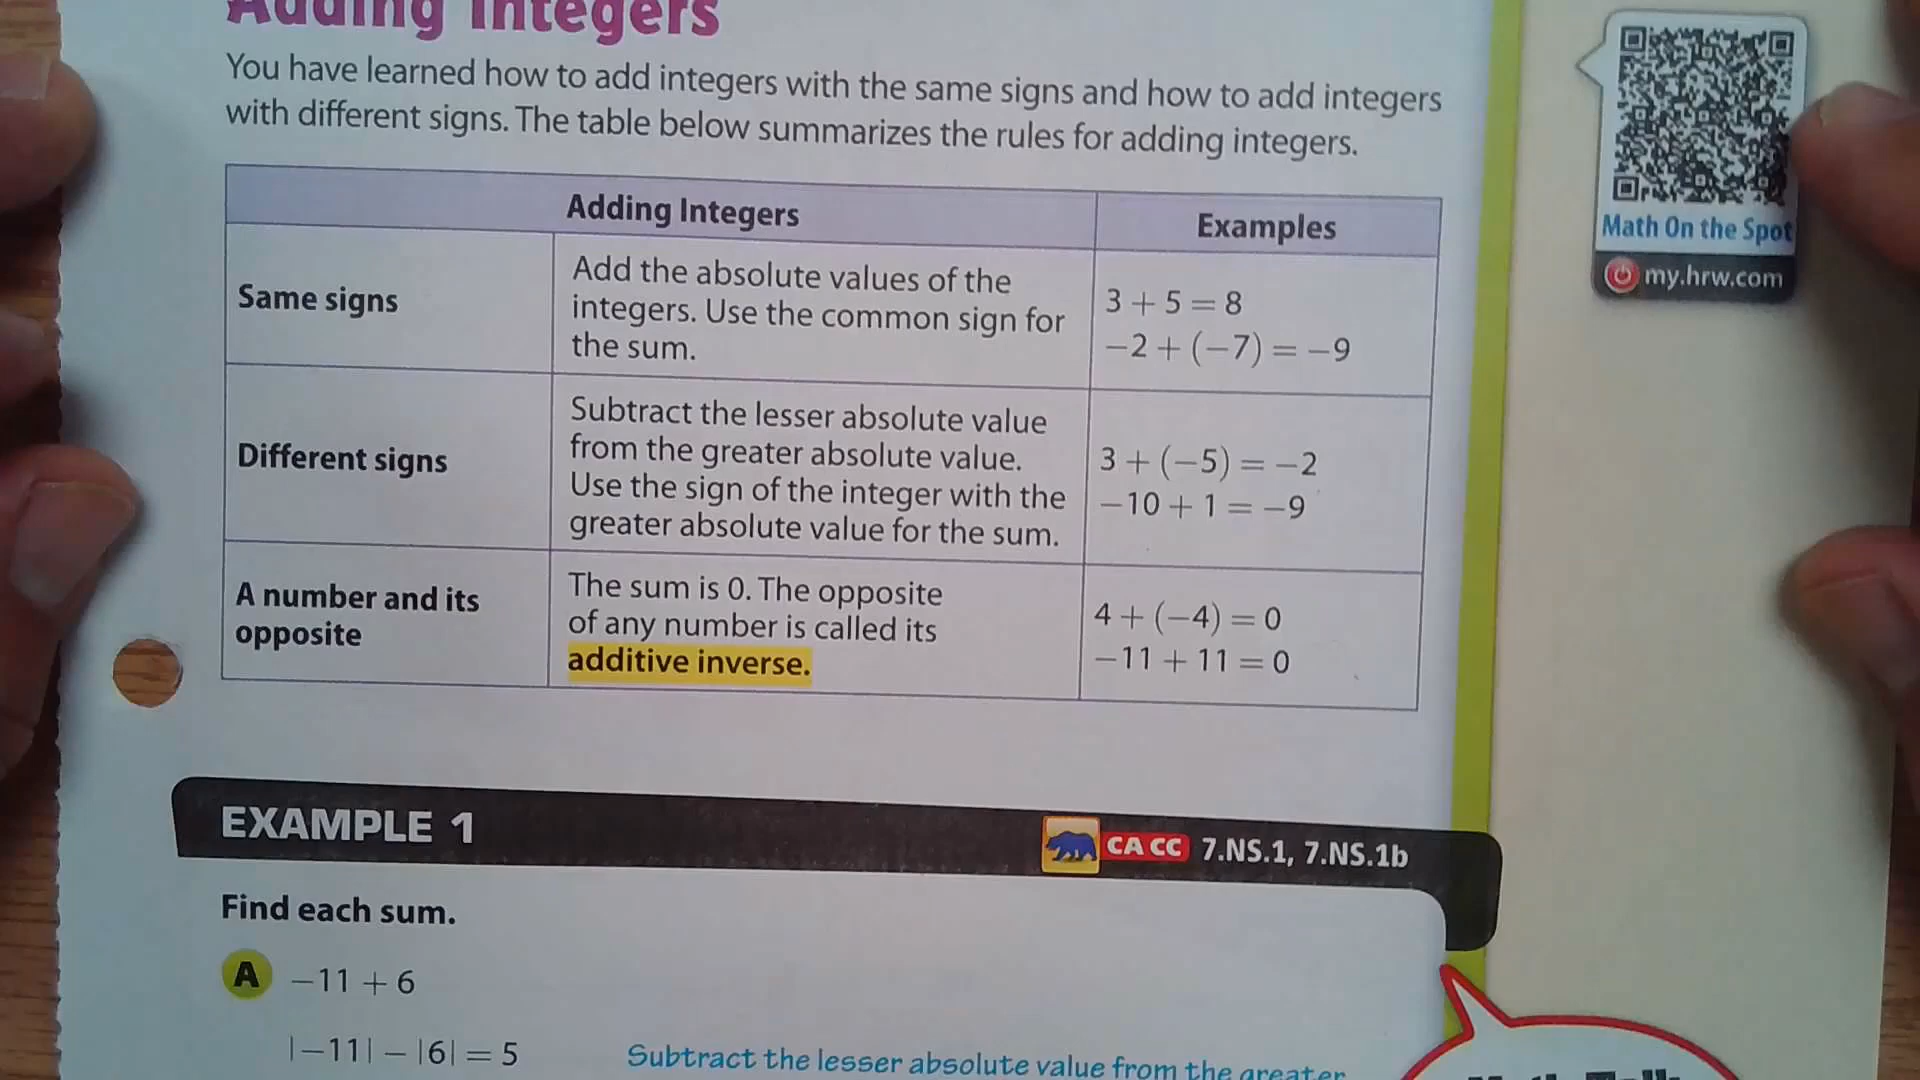 Adding Integers
You have learned how to add integers with the same signs and how to add integers
with different signs. The table below summarizes the rules for adding integers.
Adding Integers
Examples
Same signs
Add the absolute values of the
integers. Use the common sign for
the sum.
3 + 5 = 8
−2 + (−7) = −9
Different signs
Subtract the lesser absolute value
from the greater absolute value.
Use the sign of the integer with the
greater absolute value for the sum.
3 + (−5) = −2
−10 + 1 = −9
A number and its
opposite
The sum is 0. The opposite
of any number is called its
additive inverse.
4 + (−4) = 0
−11 + 11 = 0
Math On the Spot
my.hrw.com
EXAMPLE 1
CA CC 7.NS.1, 7.NS.1b
Find each sum.
A −11 + 6
|−11| − |6| = 5
Subtract the lesser absolute value from the greater